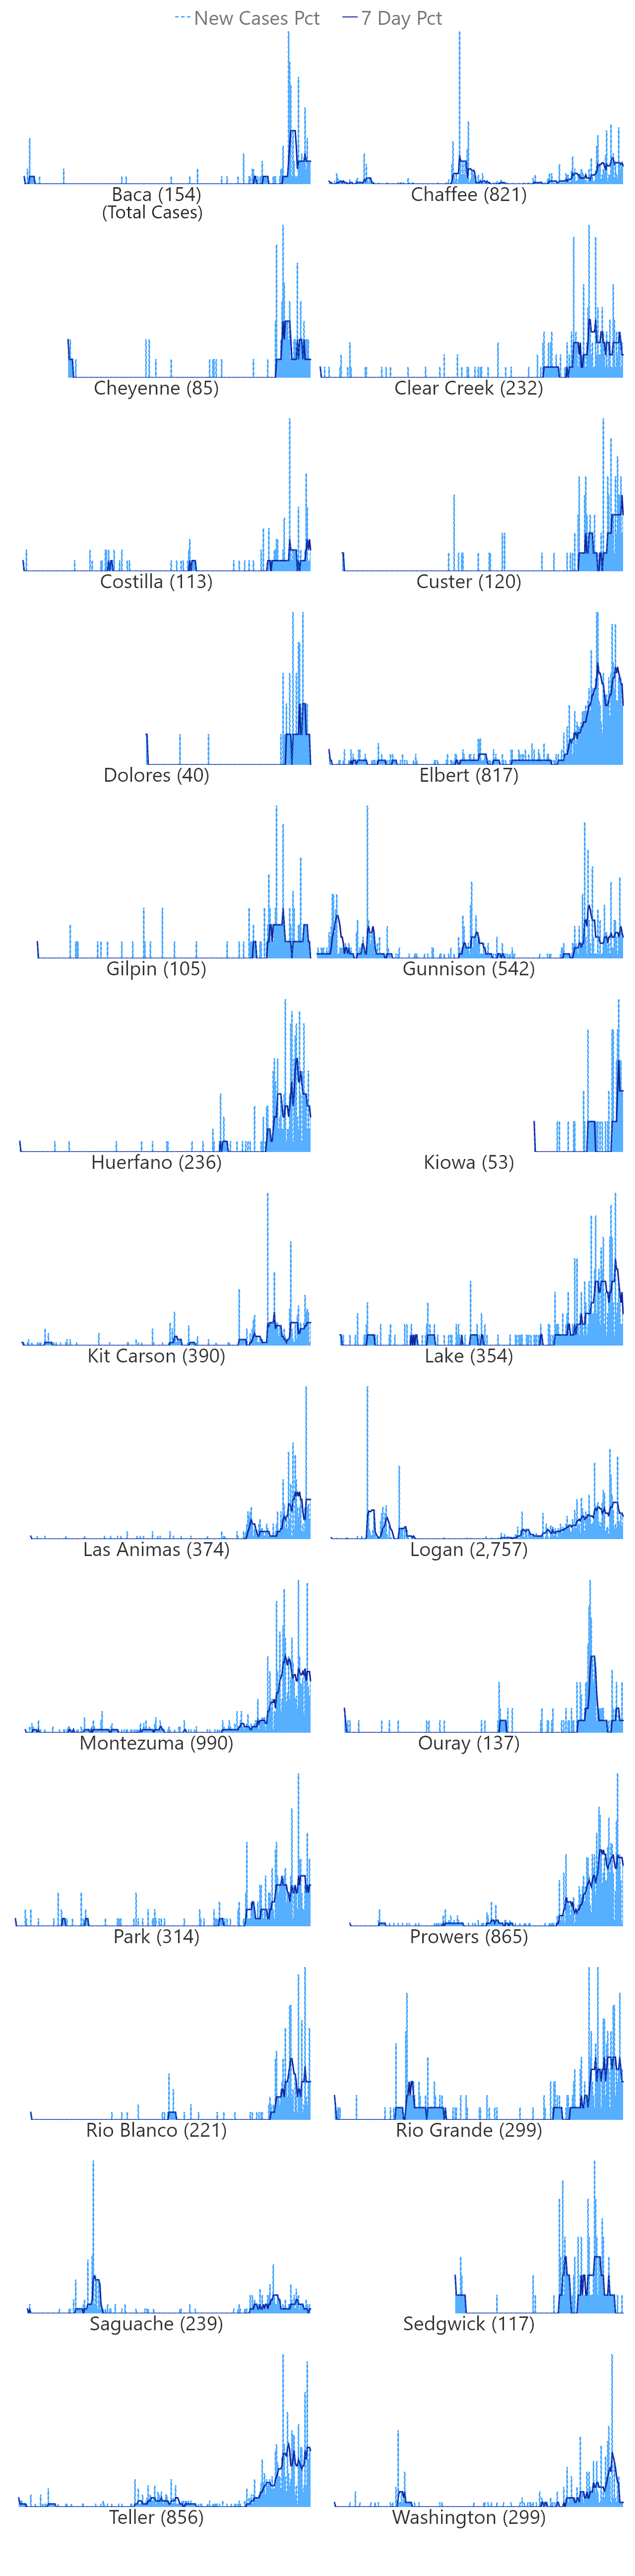 New Cases Pct 7 Day Pct
Baca (154) Chaffee (821)
(Total Cases)
Cheyenne (85) Clear Creek (232)
Costilla (113) Custer (120)
Dolores (40) Elbert (817)
Gilpin (105) Gunnison (542)
Huerfano (236) Kiowa (53)
Kit Carson (390) Lake (354)
Las Animas (374) Logan (2,757)
Montezuma (990) Ouray (137)
Park (314) Prowers (865)
Rio Blanco (221) Rio Grande (299)
Saguache (239) Sedgwick (117)
Teller (856) Washington (299)